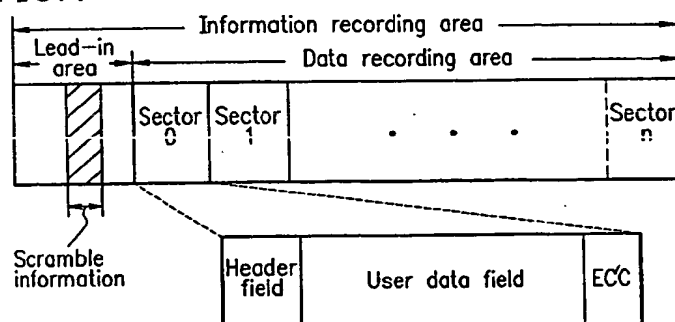 Information recording area
Lead-in area
Data recording area
Sector 0
Sector 1
. . .
Sector n
Scramble information
Header field
User data field
ECC